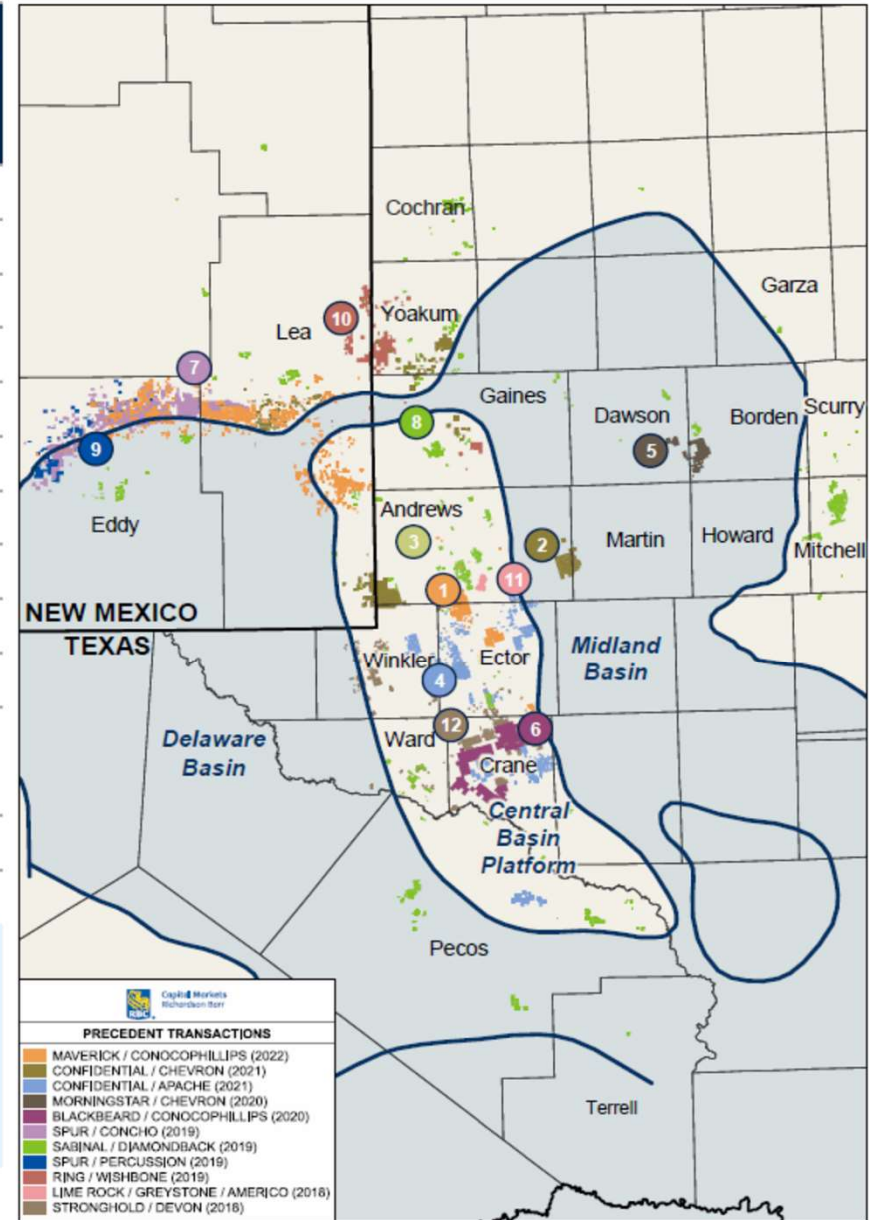 Cochran
Garza
Yoakum
10
Lea
7
Gaines
Scurry
Dawson
Borden
8
9
5
Eddy
Andrews
3
2
Martin
Howard
Mitchell
11
1
NEW MEXICO
TEXAS
Winkler
Ector
Midland
Basin
4
12
6
Ward
Delaware
Basin
Crane
Central
Basin
Platform
Pecos
Terrell
RBC
Capital Markets
Richardson Barr
PRECEDENT TRANSACTIONS
MAVERICK / CONOCOPHILLIPS (2022)
CONFIDENTIAL / CHEVRON (2021)
CONFIDENTIAL / APACHE (2021)
MORNINGSTAR / CHEVRON (2020)
BLACKBEARD / CONOCOPHILLIPS (2020)
SPUR / CONCHO (2019)
SABINAL / DIAMONDBACK (2019)
SPUR / PERCUSSION (2019)
RING / WISHBONE (2019)
LIME ROCK / GREYSTONE / AMERICO (2018)
STRONGHOLD / DEVON (2018)